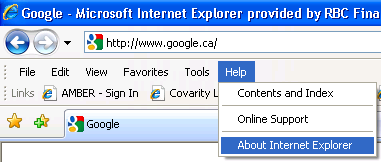 Google - Microsoft Internet Explorer provided by RBC Fina
http://www.google.ca/
File Edit View Favorites Tools Help
Links AMBER - Sign In Covarity L
Contents and Index
Google
Online Support
About Internet Explorer